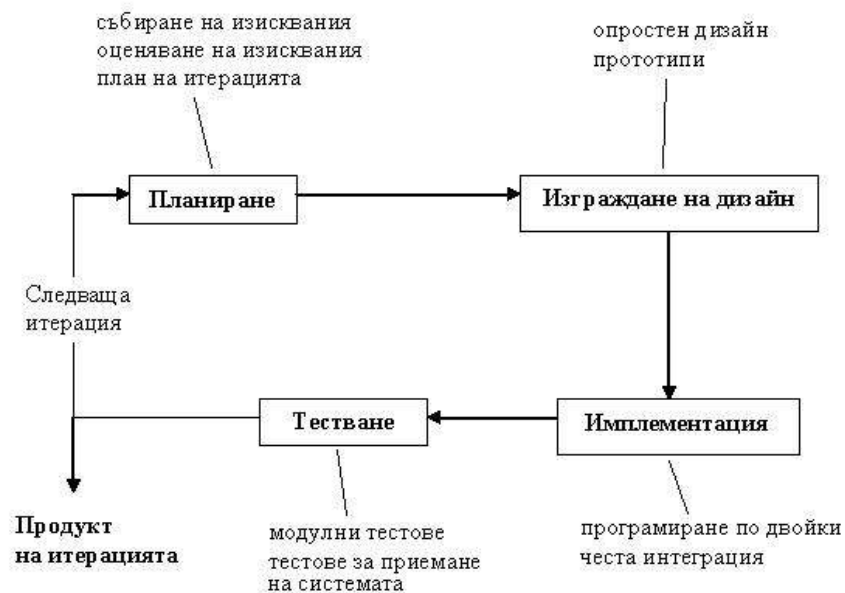 събиране на изисквания
оценяване на изисквания
план на итерацията
опростен дизайн
прототипи
Планиране
Изграждане на дизайн
Следваща
итерация
Тестване
Имплементация
Продукт
на итерацията
модулни тестове
тестове за приемане
на системата
програмиране по двойки
честа интеграция